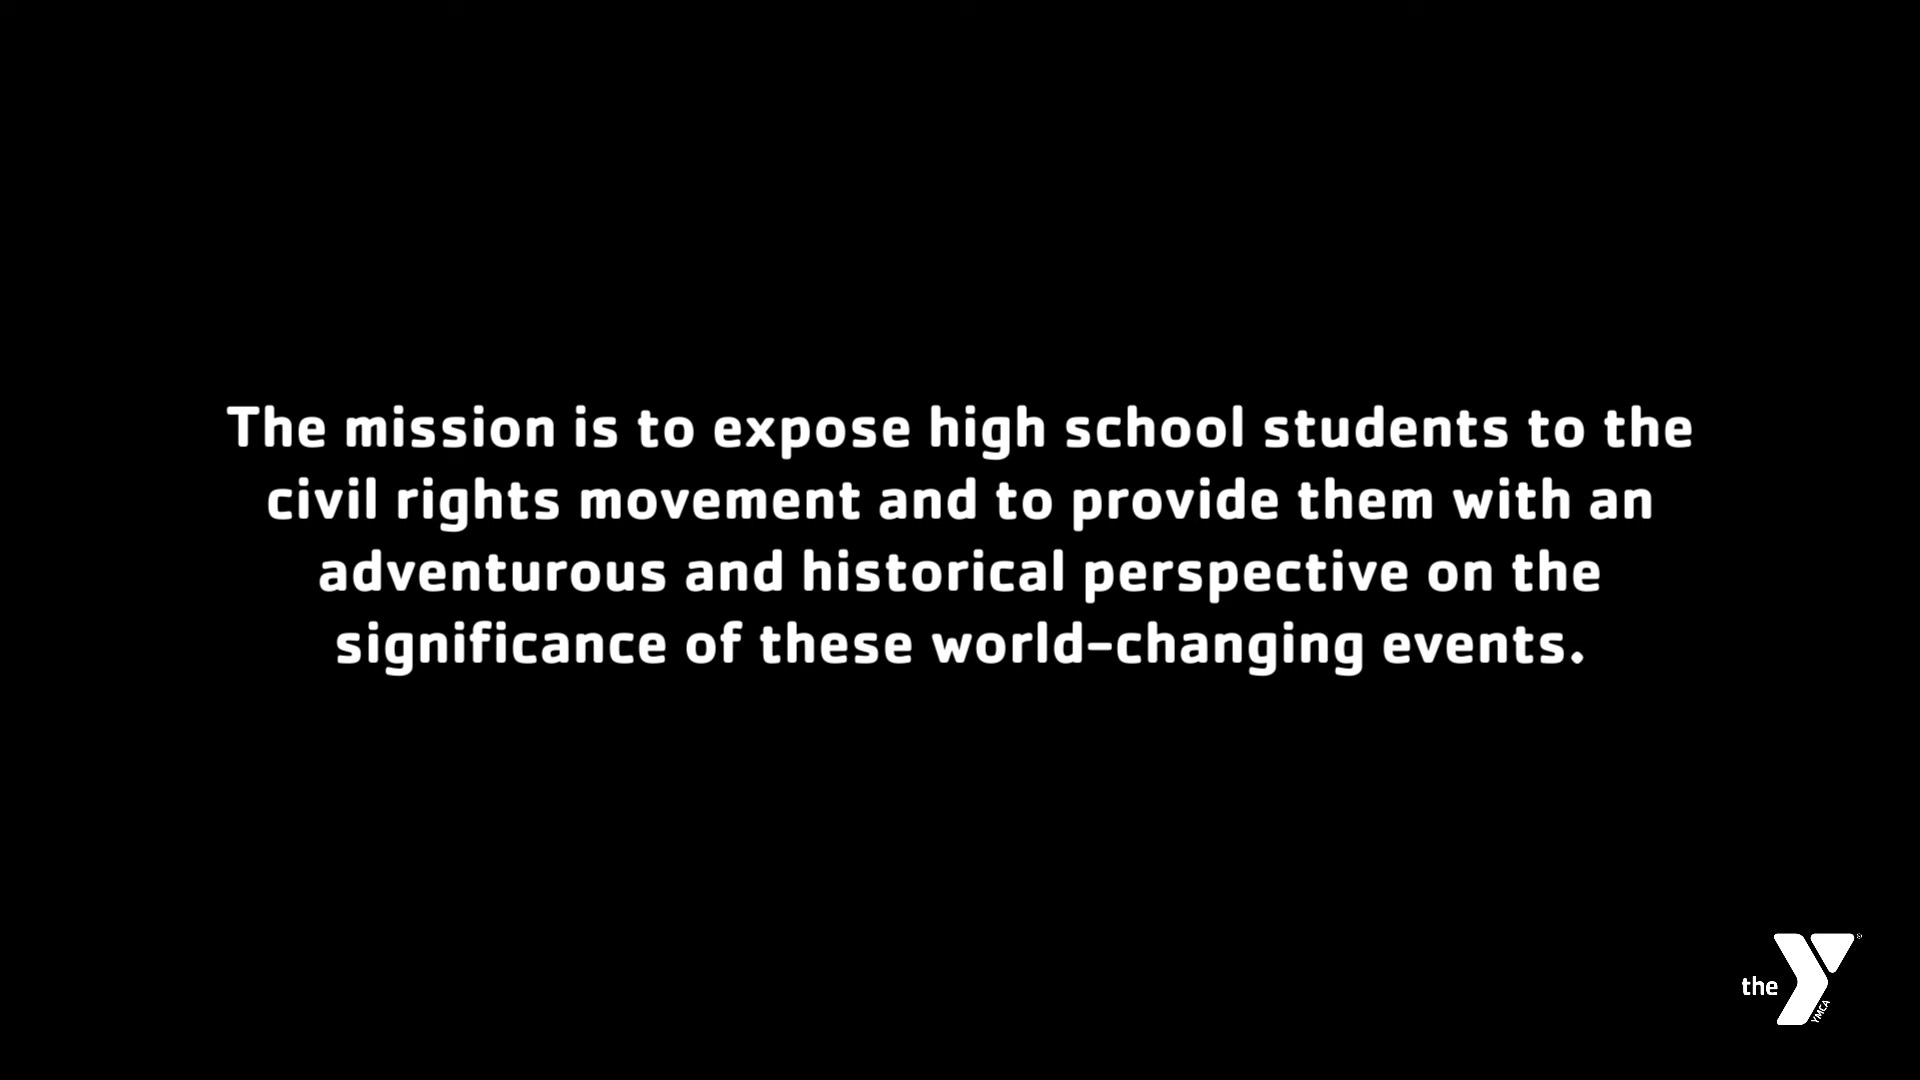 The mission is to expose high school students to the
civil rights movement and to provide them with an
adventurous and historical perspective on the
significance of these world-changing events.
the Y®
YMCA